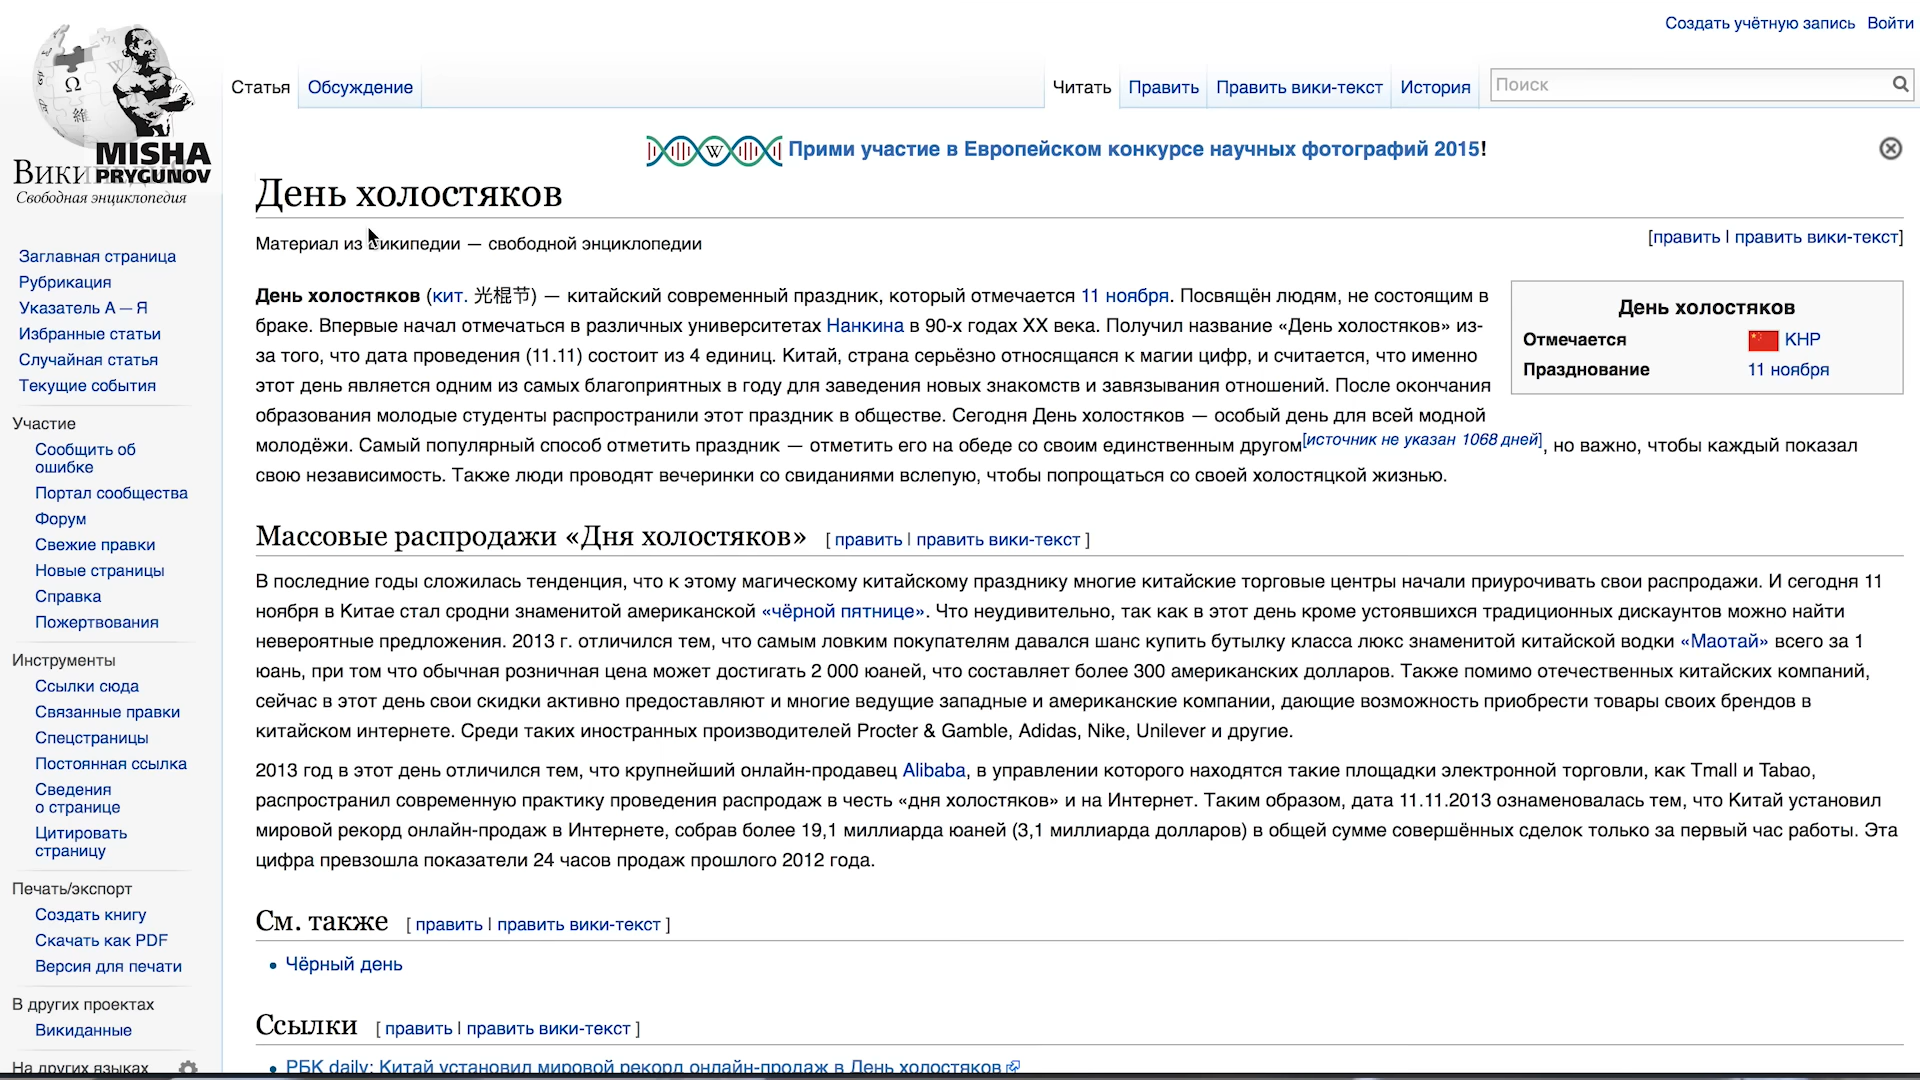 Создать учётную запись Войти
Статья Обсуждение Читать Править Править вики-текст История Поиск
MISHA
PRYGUNOV
Вики
Свободная энциклопедия
Прими участие в Европейском конкурсе научных фотографий 2015!
День холостяков
Материал из Википедии — свободной энциклопедии
[править | править вики-текст]
День холостяков (кит. 光棍节) — китайский современный праздник, который отмечается 11 ноября. Посвящён людям, не состоящим в
браке. Впервые начал отмечаться в различных университетах Нанкина в 90-х годах XX века. Получил название «День холостяков» из-
за того, что дата проведения (11.11) состоит из 4 единиц. Китай, страна серьёзно относящаяся к магии цифр, и считается, что именно
этот день является одним из самых благоприятных в году для заведения новых знакомств и завязывания отношений. После окончания
образования молодые студенты распространили этот праздник в обществе. Сегодня День холостяков — особый день для всей модной
молодёжи. Самый популярный способ отметить праздник — отметить его на обеде со своим единственным другом[источник не указан 1068 дней], но важно, чтобы каждый показал
свою независимость. Также люди проводят вечеринки со свиданиями вслепую, чтобы попрощаться со своей холостяцкой жизнью.
День холостяков
Отмечается КНР
Празднование 11 ноября
Массовые распродажи «Дня холостяков» [ править | править вики-текст ]
В последние годы сложилась тенденция, что к этому магическому китайскому празднику многие китайские торговые центры начали приурочивать свои распродажи. И сегодня 11
ноября в Китае стал сродни знаменитой американской «чёрной пятнице». Что неудивительно, так как в этот день кроме устоявшихся традиционных дискаунтов можно найти
невероятные предложения. 2013 г. отличился тем, что самым ловким покупателям давался шанс купить бутылку класса люкс знаменитой китайской водки «Маотай» всего за 1
юань, при том что обычная розничная цена может достигать 2 000 юаней, что составляет более 300 американских долларов. Также помимо отечественных китайских компаний,
сейчас в этот день свои скидки активно предоставляют и многие ведущие западные и американские компании, дающие возможность приобрести товары своих брендов в
китайском интернете. Среди таких иностранных производителей Procter & Gamble, Adidas, Nike, Unilever и другие.
2013 год в этот день отличился тем, что крупнейший онлайн-продавец Alibaba, в управлении которого находятся такие площадки электронной торговли, как Tmall и Tabao,
распространил современную практику проведения распродаж в честь «дня холостяков» и на Интернет. Таким образом, дата 11.11.2013 ознаменовалась тем, что Китай установил
мировой рекорд онлайн-продаж в Интернете, собрав более 19,1 миллиарда юаней (3,1 миллиарда долларов) в общей сумме совершённых сделок только за первый час работы. Эта
цифра превзошла показатели 24 часов продаж прошлого 2012 года.
См. также [ править | править вики-текст ]
Чёрный день
Ссылки [ править | править вики-текст ]
РБК daily: Китай установил мировой рекорд онлайн-продаж в День холостяков
Заглавная страница
Рубрикация
Указатель А — Я
Избранные статьи
Случайная статья
Текущие события
Участие
Сообщить об
ошибке
Портал сообщества
Форум
Свежие правки
Новые страницы
Справка
Пожертвования
Инструменты
Ссылки сюда
Связанные правки
Спецстраницы
Постоянная ссылка
Сведения
о странице
Цитировать
страницу
Печать/экспорт
Создать книгу
Скачать как PDF
Версия для печати
В других проектах
Викиданные
На других языках